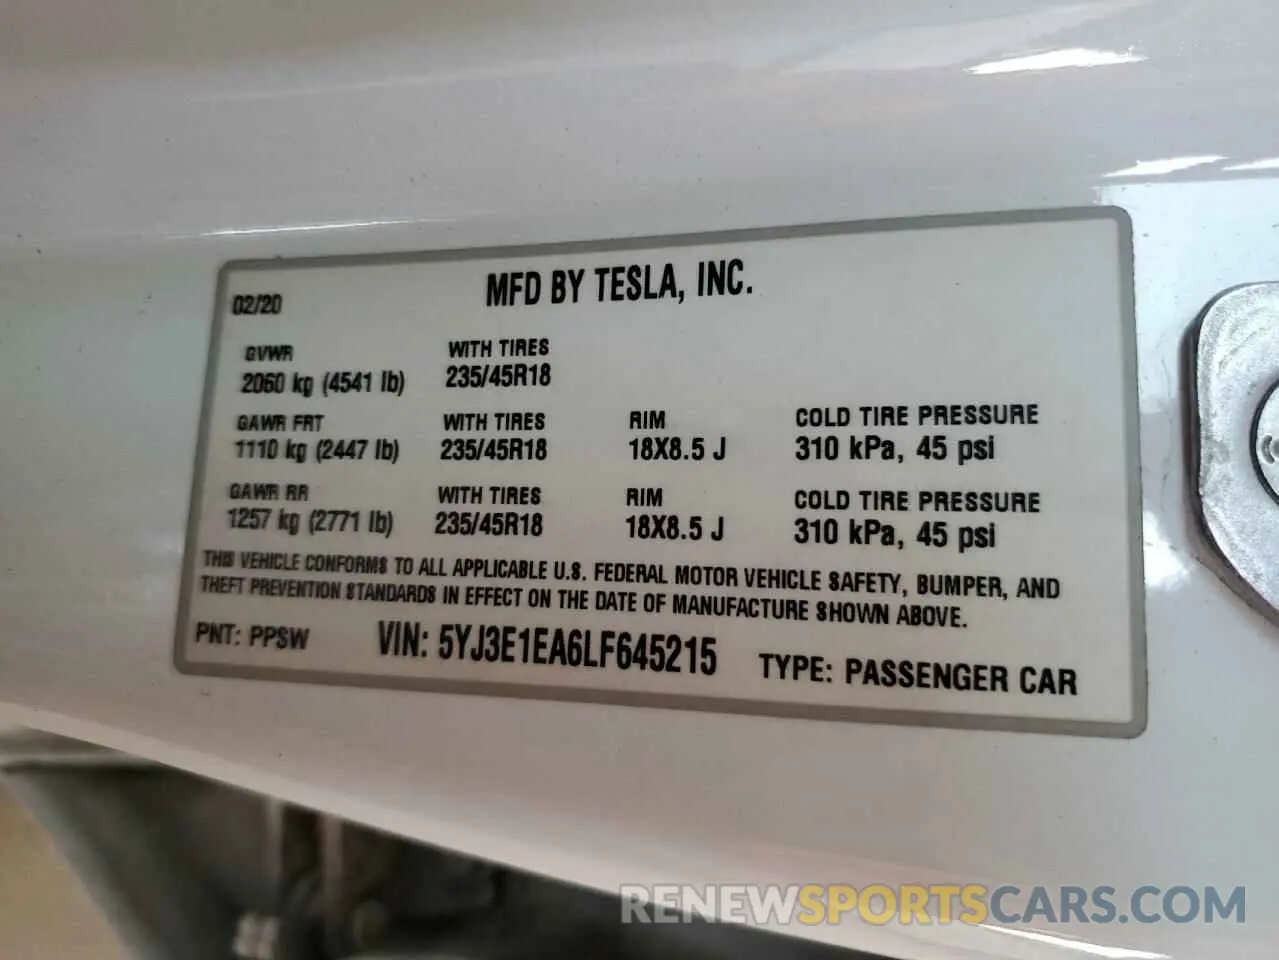 MFD BY TESLA, INC.
02/20
GVWR WITH TIRES
2060 kg (4541 lb) 235/45R18
GAWR FRT WITH TIRES RIM COLD TIRE PRESSURE
1110 kg (2447 lb) 235/45R18 18X8.5 J 310 kPa, 45 psi
GAWR RR WITH TIRES RIM COLD TIRE PRESSURE
1257 kg (2771 lb) 235/45R18 18X8.5 J 310 kPa, 45 psi
THIS VEHICLE CONFORMS TO ALL APPLICABLE U.S. FEDERAL MOTOR VEHICLE SAFETY, BUMPER, AND
THEFT PREVENTION STANDARDS IN EFFECT ON THE DATE OF MANUFACTURE SHOWN ABOVE.
PNT: PPSW VIN: 5YJ3E1EA6LF645215 TYPE: PASSENGER CAR
RENEWSPORTSCARS.COM